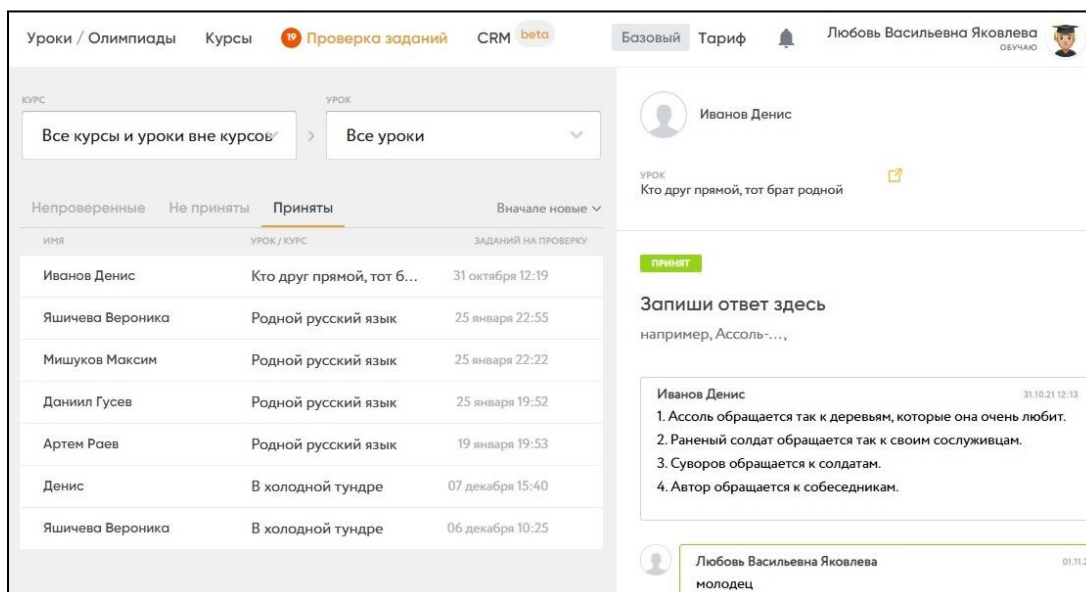 Уроки / Олимпиады Курсы 19 Проверка заданий CRM beta Базовый Тариф Любовь Васильевна Яковлева
ОБУЧАЮ
КУРС УРОК
Все курсы и уроки вне курсов > Все уроки
Непроверенные Не приняты Приняты Вначале новые
ИМЯ УРОК / КУРС ЗАДАНИЙ НА ПРОВЕРКУ
Иванов Денис Кто друг прямой, тот б... 31 октября 12:19
Яшичева Вероника Родной русский язык 25 января 22:55
Мишуков Максим Родной русский язык 25 января 22:22
Даниил Гусев Родной русский язык 25 января 19:52
Артем Раев Родной русский язык 19 января 19:53
Денис В холодной тундре 07 декабря 15:40
Яшичева Вероника В холодной тундре 06 декабря 10:25
Иванов Денис
УРОК
Кто друг прямой, тот брат родной
ПРИНЯТ
Запиши ответ здесь
например, Ассоль-...,
Иванов Денис 31.10.21 12:13
1. Ассоль обращается так к деревьям, которые она очень любит.
2. Раненый солдат обращается так к своим сослуживцам.
3. Суворов обращается к солдатам.
4. Автор обращается к собеседникам.
Любовь Васильевна Яковлева 01.11.2
молодец